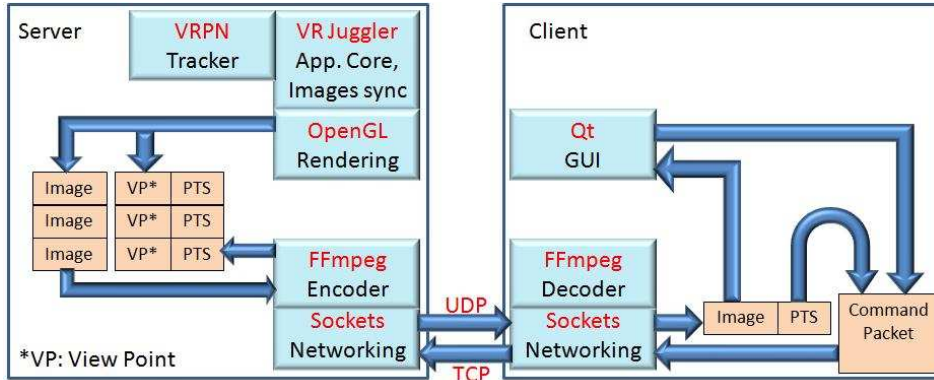 Server
VRPN
Tracker
VR Juggler
App. Core,
Images sync
OpenGL
Rendering
Image VP* PTS
Image VP* PTS
Image VP* PTS
FFmpeg
Encoder
Sockets
Networking
*VP: View Point
UDP
TCP
Client
Qt
GUI
FFmpeg
Decoder
Sockets
Networking
Image PTS
Command
Packet